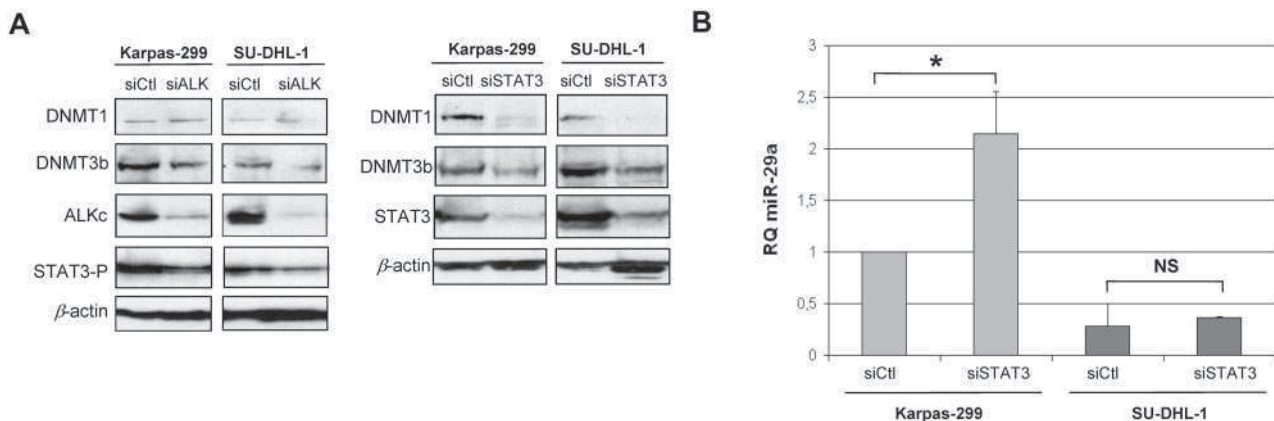 A
Karpas-299 SU-DHL-1
siCtl siALK siCtl siALK
DNMT1
DNMT3b
ALKc
STAT3-P
β-actin
Karpas-299 SU-DHL-1
siCtl siSTAT3 siCtl siSTAT3
DNMT1
DNMT3b
STAT3
β-actin
B
RQ miR-29a
3
2,5
2
1,5
1
0,5
0
*
NS
siCtl siSTAT3 siCtl siSTAT3
Karpas-299 SU-DHL-1